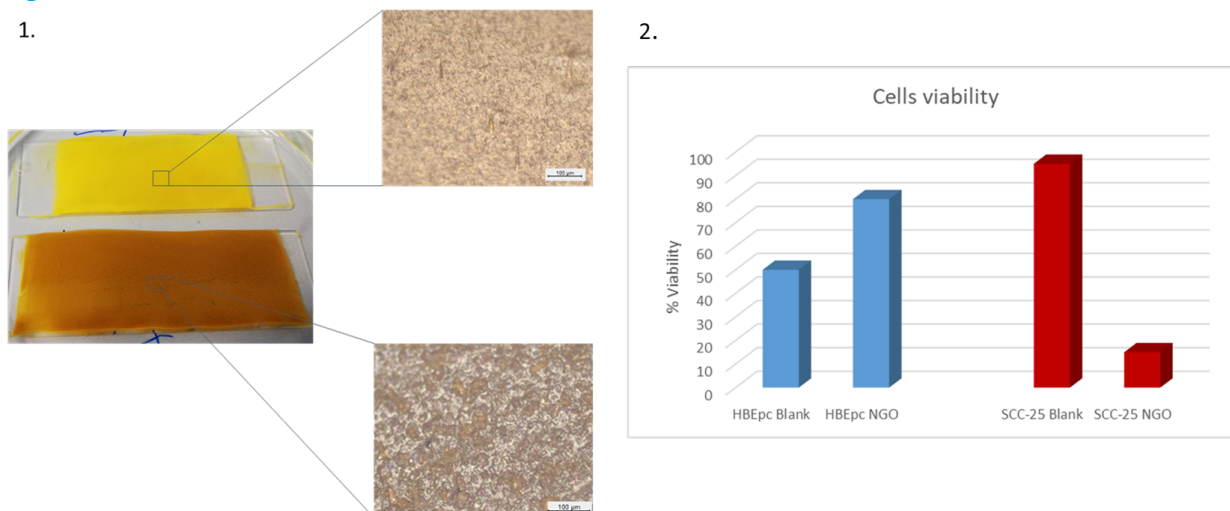 1.
100 µm
100 µm
2.
Cells viability
% Viability
100
90
80
70
60
50
40
30
20
10
0
HBEpc Blank
HBEpc NGO
SCC-25 Blank
SCC-25 NGO